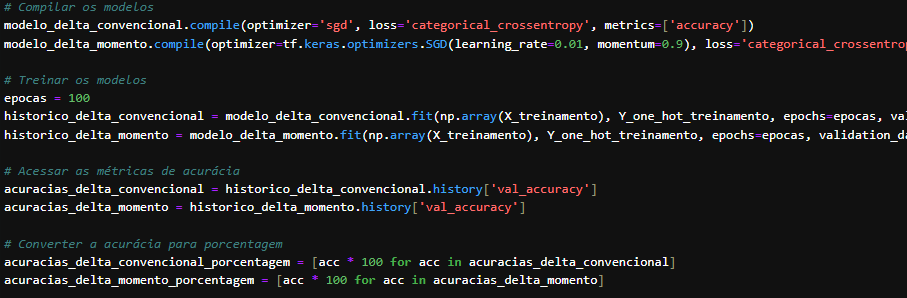 # Compilar os modelos
modelo_delta_convencional.compile(optimizer='sgd', loss='categorical_crossentropy', metrics=['accuracy'])
modelo_delta_momento.compile(optimizer=tf.keras.optimizers.SGD(learning_rate=0.01, momentum=0.9), loss='categorical_crossentrop
# Treinar os modelos
epocas = 100
historico_delta_convencional = modelo_delta_convencional.fit(np.array(X_treinamento), Y_one_hot_treinamento, epochs=epocas, val
historico_delta_momento = modelo_delta_momento.fit(np.array(X_treinamento), Y_one_hot_treinamento, epochs=epocas, validation_da
# Acessar as métricas de acurácia
acuracias_delta_convencional = historico_delta_convencional.history['val_accuracy']
acuracias_delta_momento = historico_delta_momento.history['val_accuracy']
# Converter a acurácia para porcentagem
acuracias_delta_convencional_porcentagem = [acc * 100 for acc in acuracias_delta_convencional]
acuracias_delta_momento_porcentagem = [acc * 100 for acc in acuracias_delta_momento]